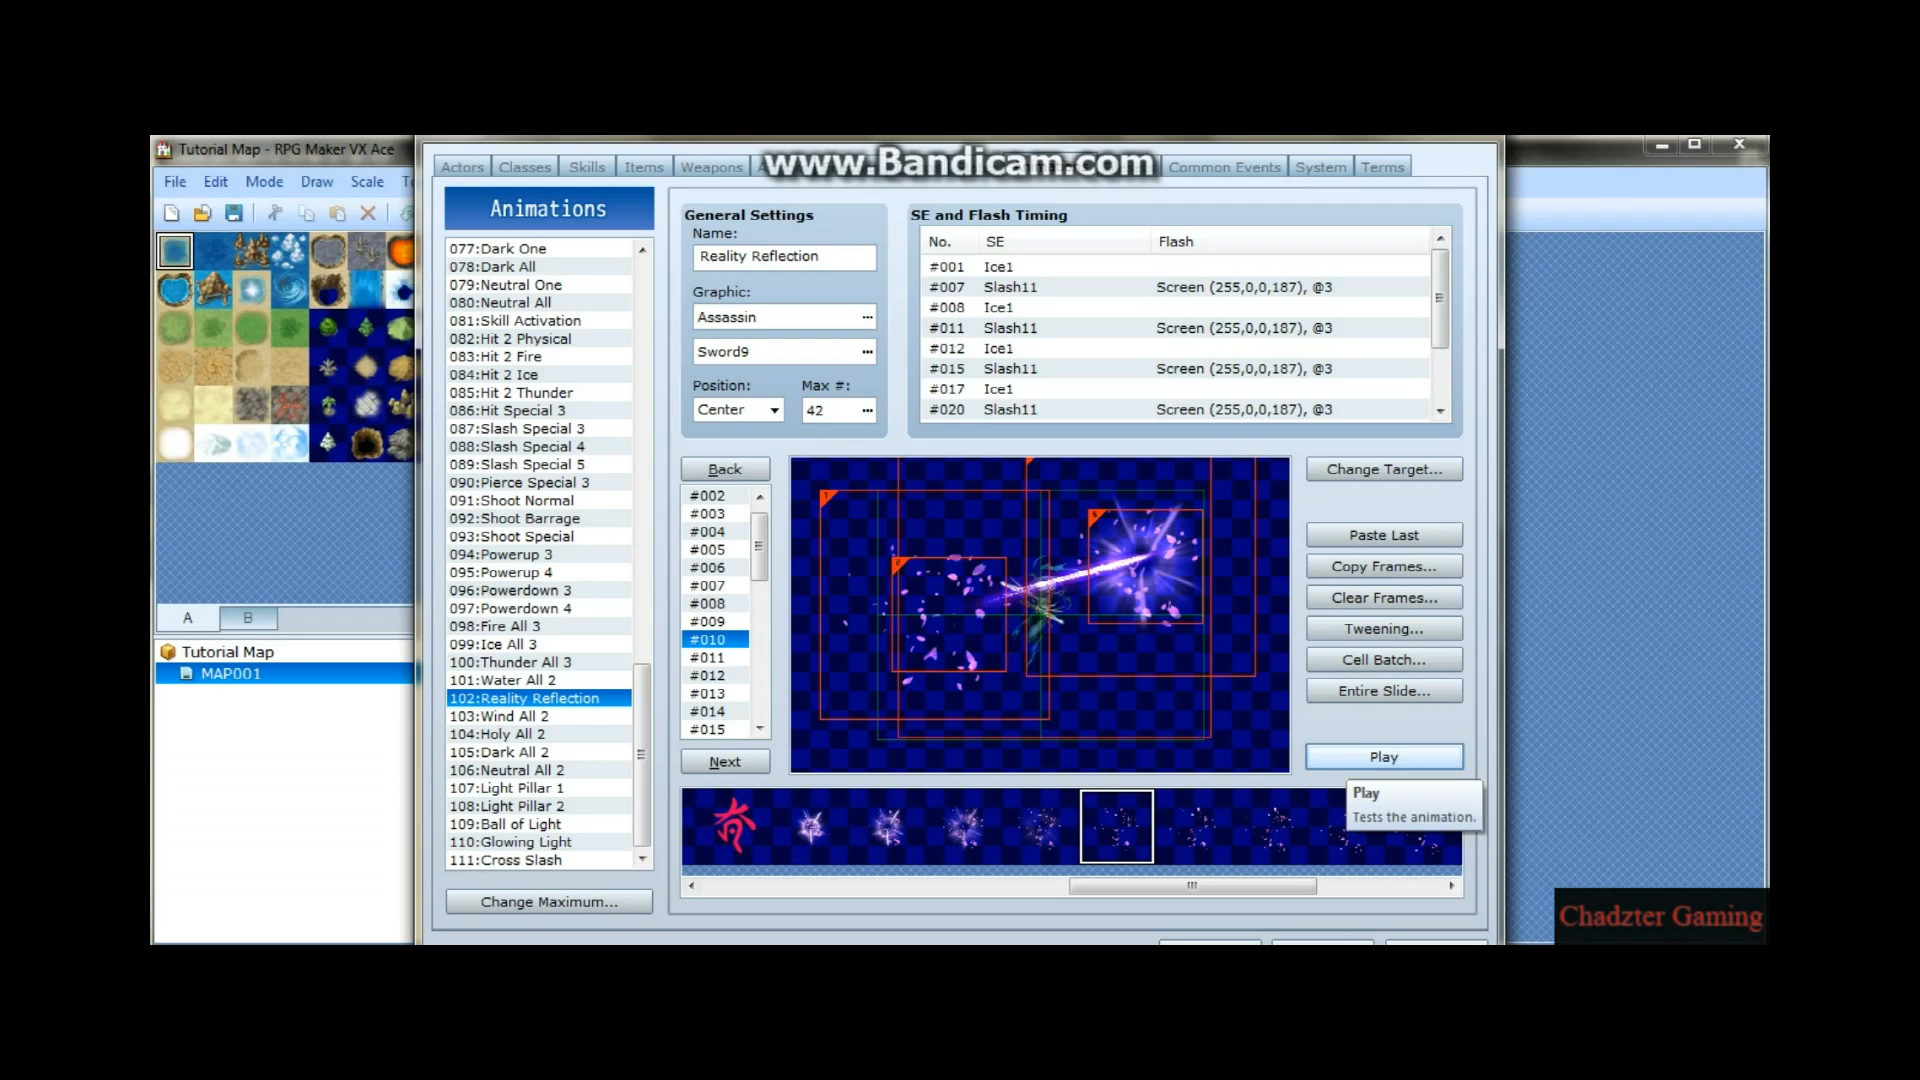 Tutorial Map - RPG Maker VX Ace
www.Bandicam.com
File Edit Mode Draw Scale
Actors Classes Skills Items Weapons Common Events System Terms
Animations
077:Dark One
078:Dark All
079:Neutral One
080:Neutral All
081:Skill Activation
082:Hit 2 Physical
083:Hit 2 Fire
084:Hit 2 Ice
085:Hit 2 Thunder
086:Hit Special 3
087:Slash Special 3
088:Slash Special 4
089:Slash Special 5
090:Pierce Special 3
091:Shoot Normal
092:Shoot Barrage
093:Shoot Special
094:Powerup 3
095:Powerup 4
096:Powerdown 3
097:Powerdown 4
098:Fire All 3
099:Ice All 3
100:Thunder All 3
101:Water All 2
102:Reality Reflection
103:Wind All 2
104:Holy All 2
105:Dark All 2
106:Neutral All 2
107:Light Pillar 1
108:Light Pillar 2
109:Ball of Light
110:Glowing Light
111:Cross Slash
Change Maximum...
General Settings
Name:
Reality Reflection
Graphic:
Assassin ...
Sword9 ...
Position: Max #:
Center 42 ...
SE and Flash Timing
No. SE Flash
#001 Ice1
#007 Slash11 Screen (255,0,0,187), @3
#008 Ice1
#011 Slash11 Screen (255,0,0,187), @3
#012 Ice1
#015 Slash11 Screen (255,0,0,187), @3
#017 Ice1
#020 Slash11 Screen (255,0,0,187), @3
Back
#002
#003
#004
#005
#006
#007
#008
#009
#010
#011
#012
#013
#014
#015
Next
1
2
5
Change Target...
Paste Last
Copy Frames...
Clear Frames...
Tweening...
Cell Batch...
Entire Slide...
Play
Play
Tests the animation.
A B
Tutorial Map
MAP001
Chadzter Gaming